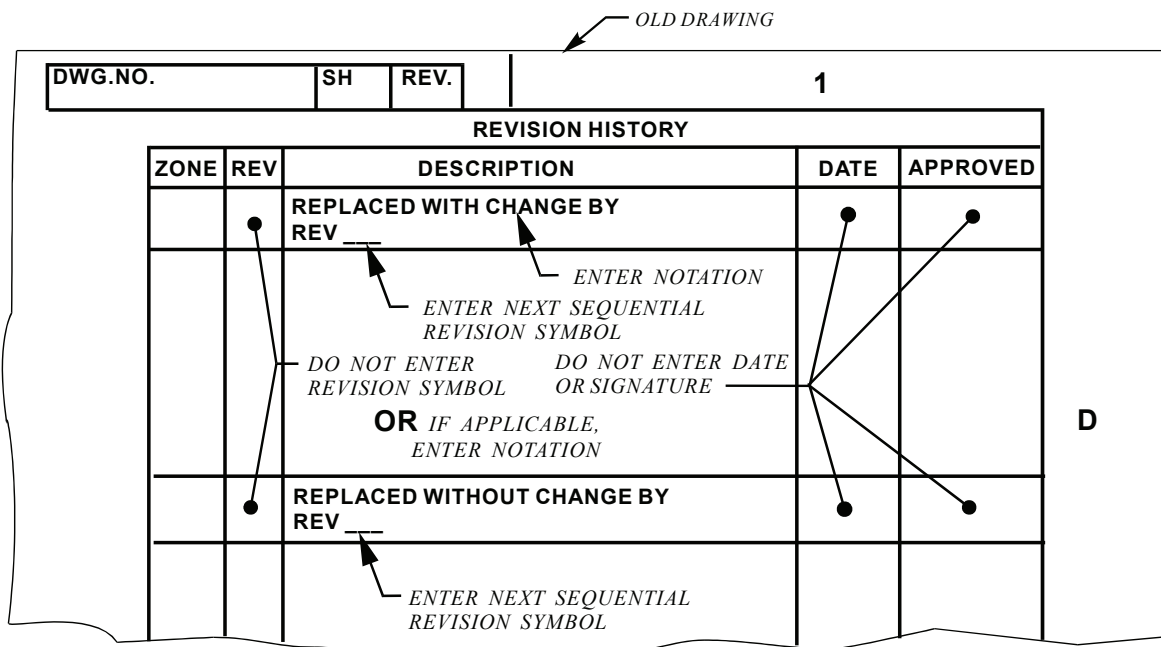 OLD DRAWING
DWG.NO. SH REV. 1
REVISION HISTORY
ZONE REV DESCRIPTION DATE APPROVED
REPLACED WITH CHANGE BY
REV ___
ENTER NOTATION
ENTER NEXT SEQUENTIAL
REVISION SYMBOL
DO NOT ENTER
REVISION SYMBOL
DO NOT ENTER DATE
OR SIGNATURE
OR IF APPLICABLE,
ENTER NOTATION
D
REPLACED WITHOUT CHANGE BY
REV ___
ENTER NEXT SEQUENTIAL
REVISION SYMBOL